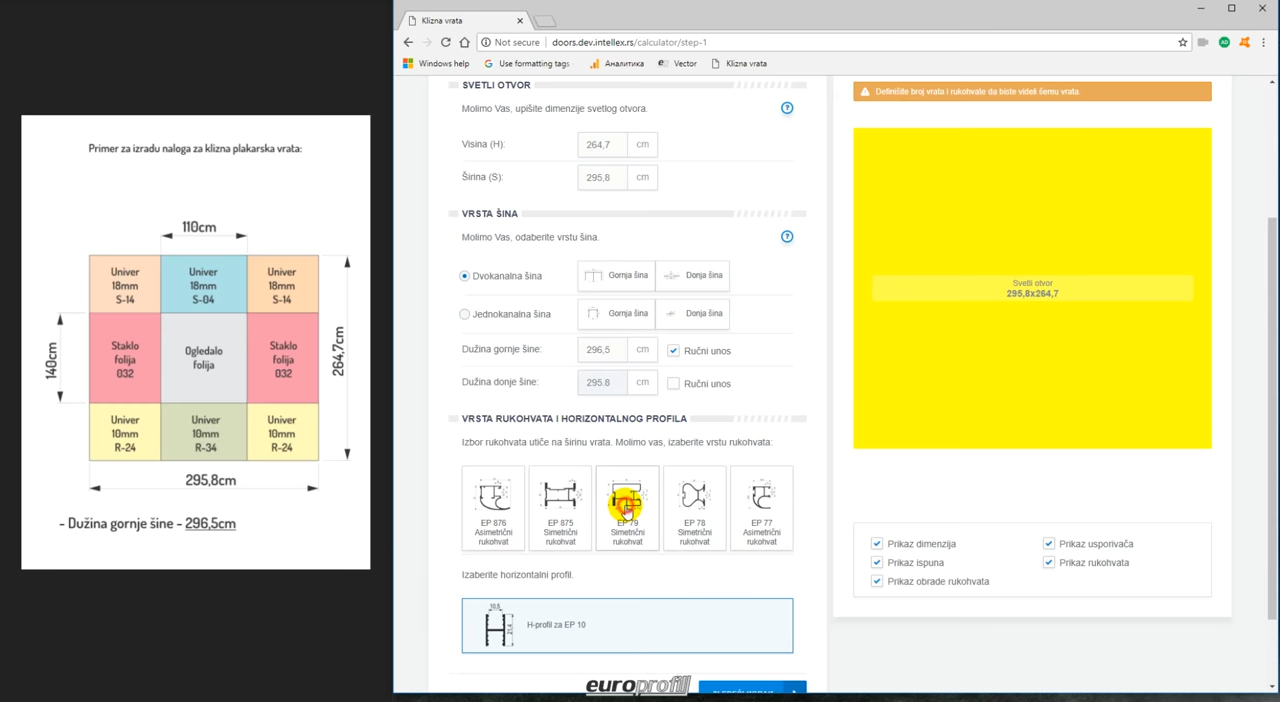 Primer za izradu naloga za klizna plakarska vrata:
110cm
Univer
18mm
S-14
Univer
18mm
S-04
Univer
18mm
S-14
140cm
Staklo
folija
032
Ogledalo
folija
Staklo
folija
032
264,7cm
Univer
10mm
R-24
Univer
10mm
R-34
Univer
10mm
R-24
295,8cm
- Dužina gornje šine - 296,5cm
Klizna vrata
Not secure
doors.dev.intellex.rs/calculator/step-1
Windows help
Use formatting tags
Аналитика
Vector
Klizna vrata
SVETLI OTVOR
Molimo Vas, upišite dimenzije svetlog otvora.
Visina (H):
264,7
cm
Širina (S):
295,8
cm
VRSTA ŠINA
Molimo Vas, odaberite vrstu šina.
Dvokanalna šina
Gornja šina
Donja šina
Jednokanalna šina
Gornja šina
Donja šina
Dužina gornje šine:
296,5
cm
Ručni unos
Dužina donje šine:
295.8
cm
Ručni unos
VRSTA RUKOHVATA I HORIZONTALNOG PROFILA
Izbor rukohvata utiče na širinu vrata. Molimo vas, izaberite vrstu rukohvata:
EP 876
Asimetrični
rukohvat
EP 875
Simetrični
rukohvat
EP 79
Simetrični
rukohvat
EP 78
Simetrični
rukohvat
EP 77
Asimetrični
rukohvat
Izaberite horizontalni profil.
10,5
21,4
H-profil za EP 10
europrofil
Definišite broj vrata i rukohvate da biste videli šemu vrata.
Svetli otvor
295,8x264,7
Prikaz dimenzija
Prikaz usporivača
Prikaz ispuna
Prikaz rukohvata
Prikaz obrade rukohvata